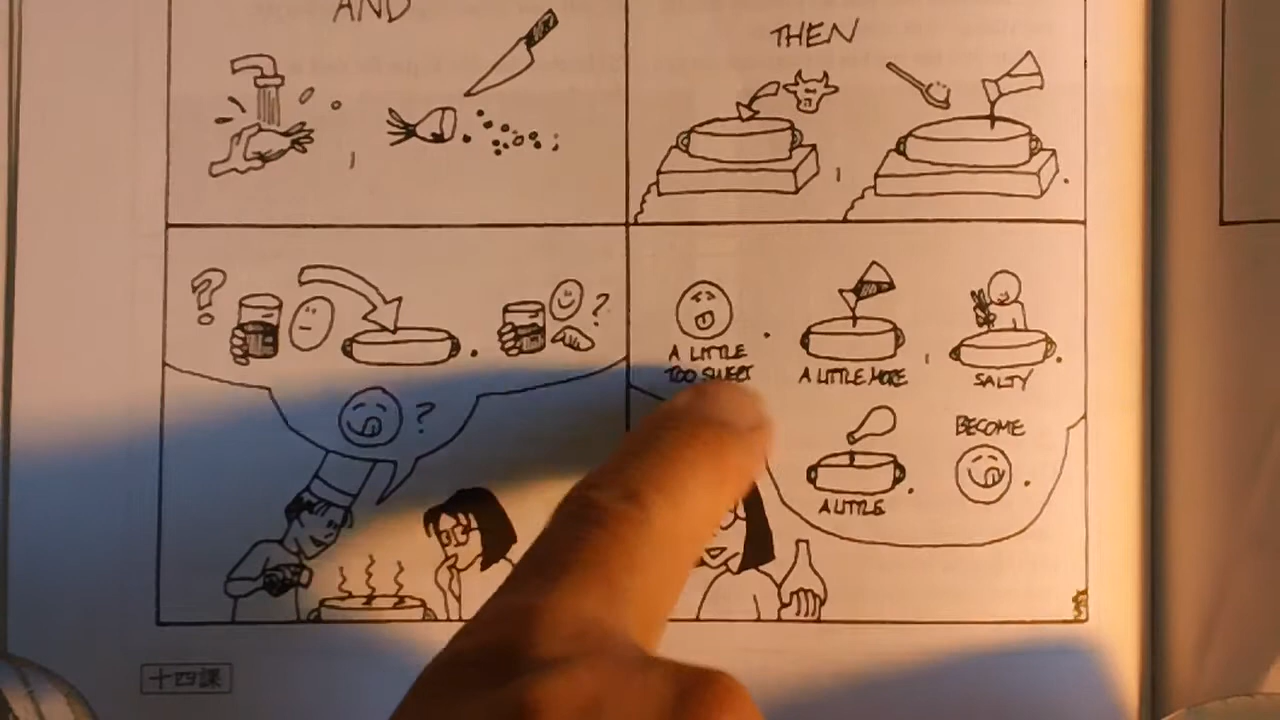 AND
THEN
?
?
A LITTLE
TOO SWEET
A LITTLE MORE
SALTY
?
BECOME
A LITTLE
十四課